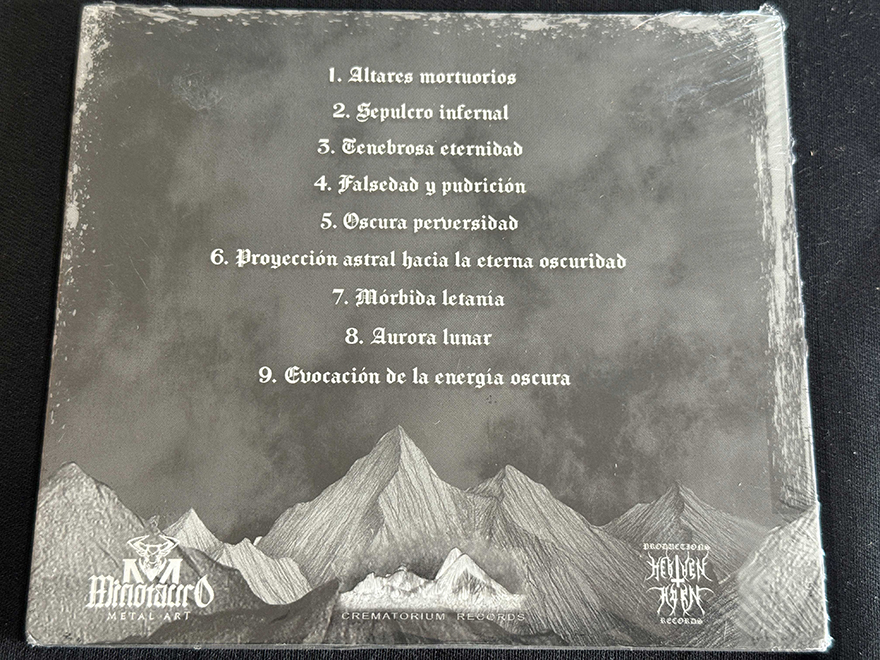 1. Altares mortuorios
2. Sepulcro infernal
3. Tenebrosa eternidad
4. Falsedad y pudrición
5. Oscura perversidad
6. Proyección astral hacia la eterna oscuridad
7. Mórbida letanía
8. Aurora lunar
9. Evocación de la energía oscura
METAL ART
CREMATORIUM RECORDS
PRODUCTIONS
RECORDS